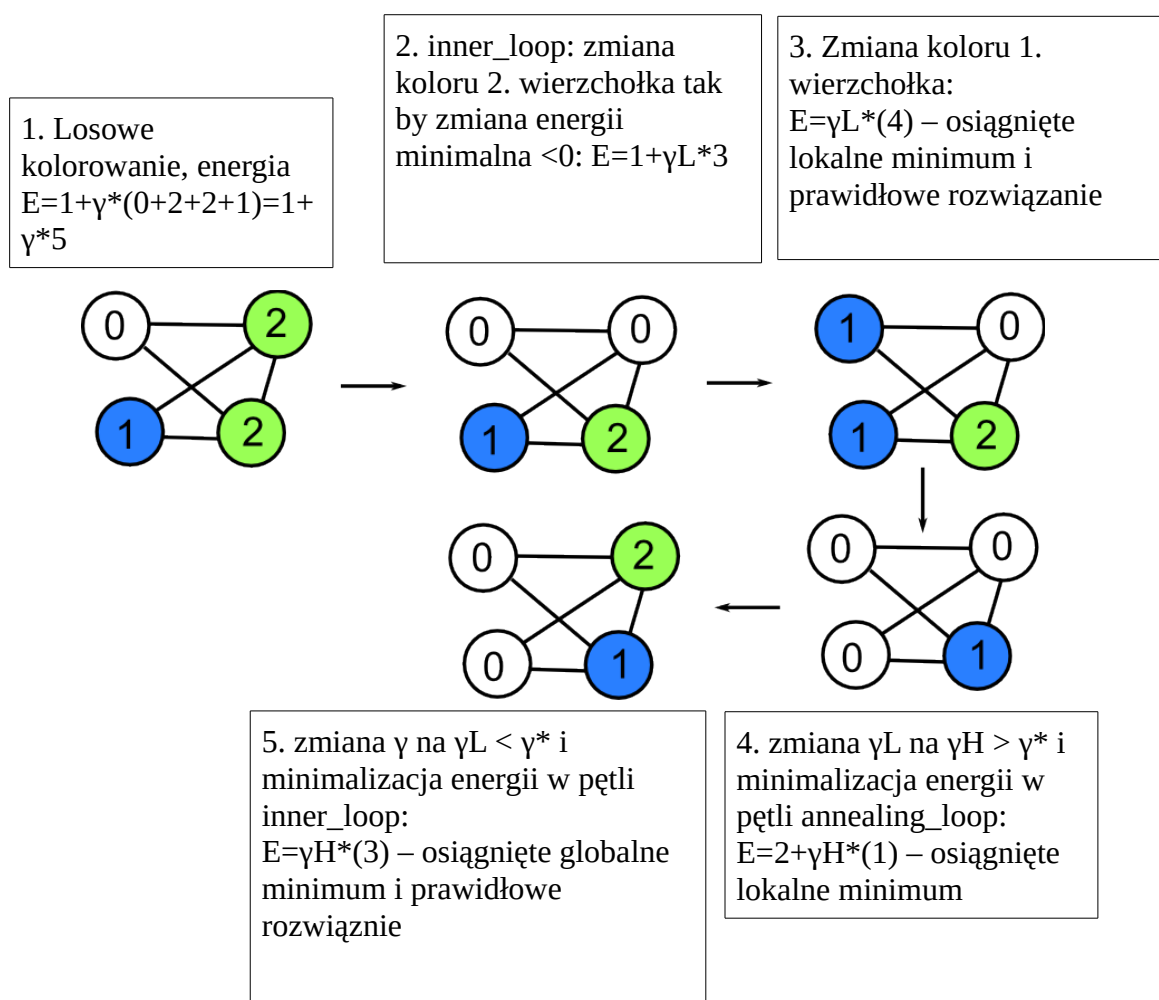 1. Losowe
kolorowanie, energia
E=1+γ*(0+2+2+1)=1+
γ*5
2. inner_loop: zmiana
koloru 2. wierzchołka tak
by zmiana energii
minimalna <0: E=1+γL*3
3. Zmiana koloru 1.
wierzchołka:
E=γL*(4) – osiągnięte
lokalne minimum i
prawidłowe rozwiązanie
0
2
1
2
0
0
1
2
1
0
1
2
0
2
0
1
0
0
0
1
5. zmiana γ na γL < γ* i
minimalizacja energii w pętli
inner_loop:
E=γH*(3) – osiągnięte globalne
minimum i prawidłowe
rozwiąznie
4. zmiana γL na γH > γ* i
minimalizacja energii w
pętli annealing_loop:
E=2+γH*(1) – osiągnięte
lokalne minimum